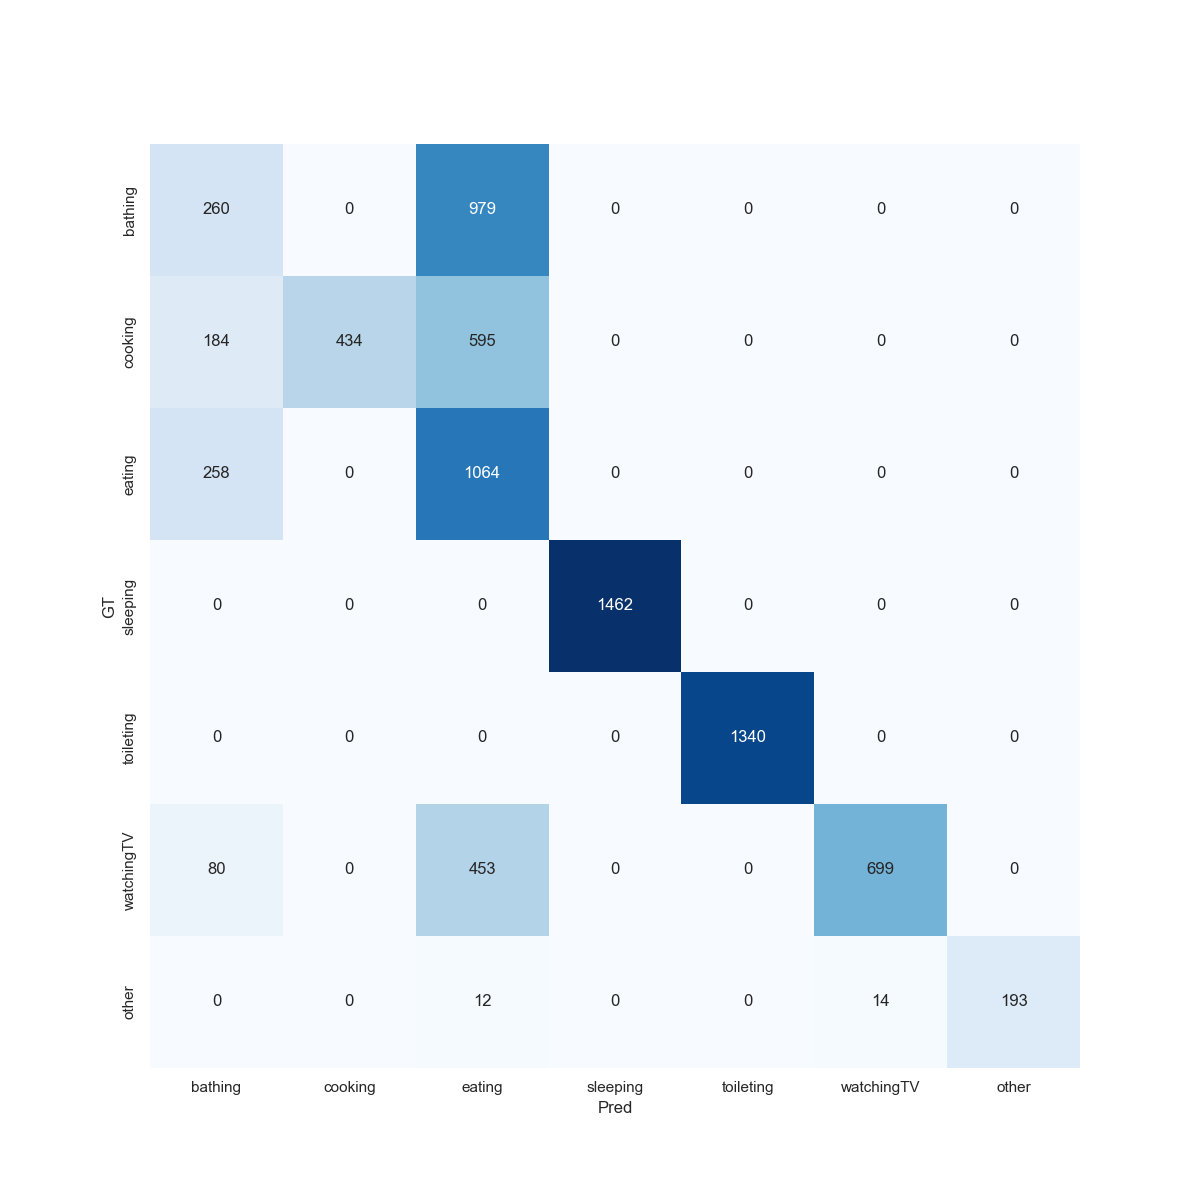 bathing 260 0 979 0 0 0 0
cooking 184 434 595 0 0 0 0
eating 258 0 1064 0 0 0 0
GT
sleeping 0 0 0 1462 0 0 0
toileting 0 0 0 0 1340 0 0
watchingTV 80 0 453 0 0 699 0
other 0 0 12 0 0 14 193
bathing cooking eating sleeping toileting watchingTV other
Pred